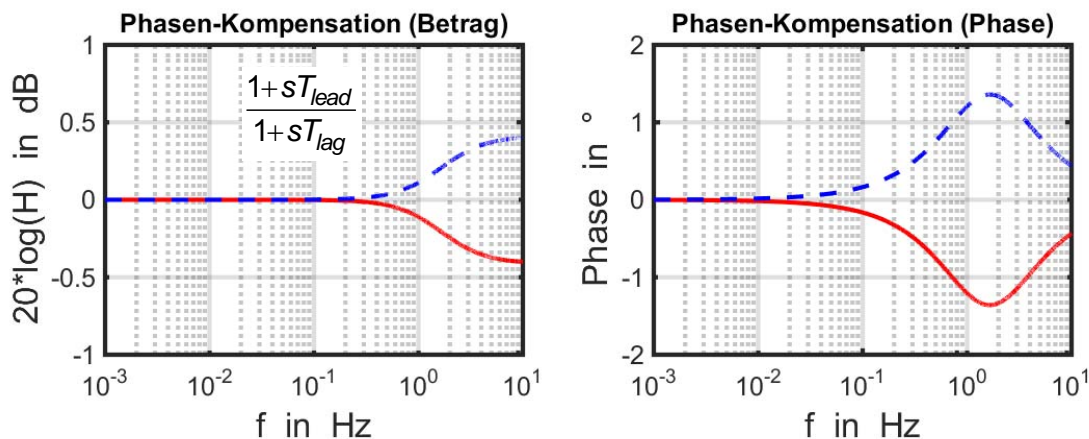 Phasen-Kompensation (Betrag)
20*log(H) in dB
1
0.5
0
-0.5
-1
1+sT_lead
1+sT_lag
10^-3
10^-2
10^-1
10^0
10^1
f in Hz
Phasen-Kompensation (Phase)
Phase in °
2
1
0
-1
-2
10^-3
10^-2
10^-1
10^0
10^1
f in Hz